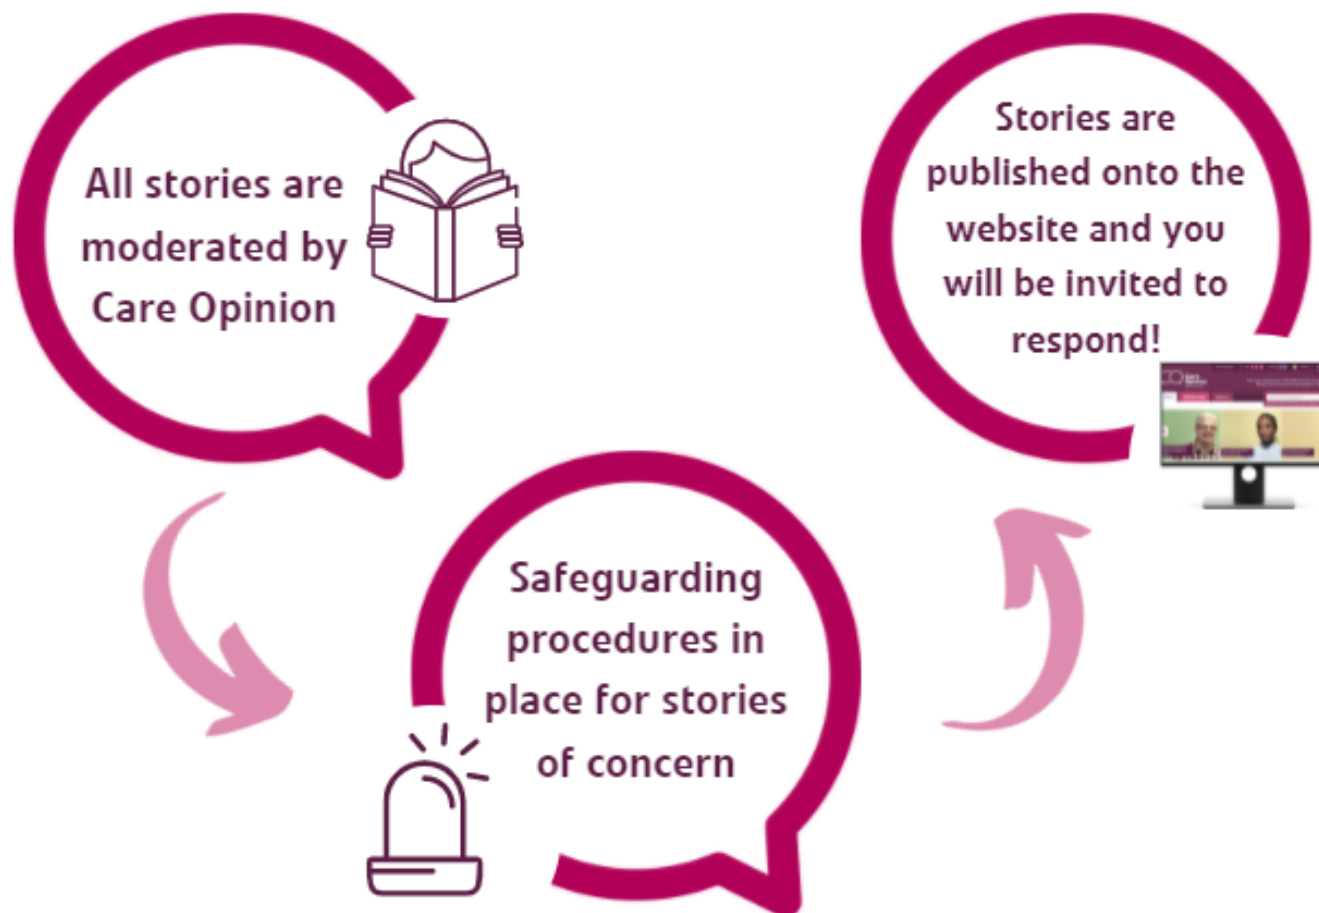 All stories are
moderated by
Care Opinion
Safeguarding
procedures in
place for stories
of concern
Stories are
published onto the
website and you
will be invited to
respond!